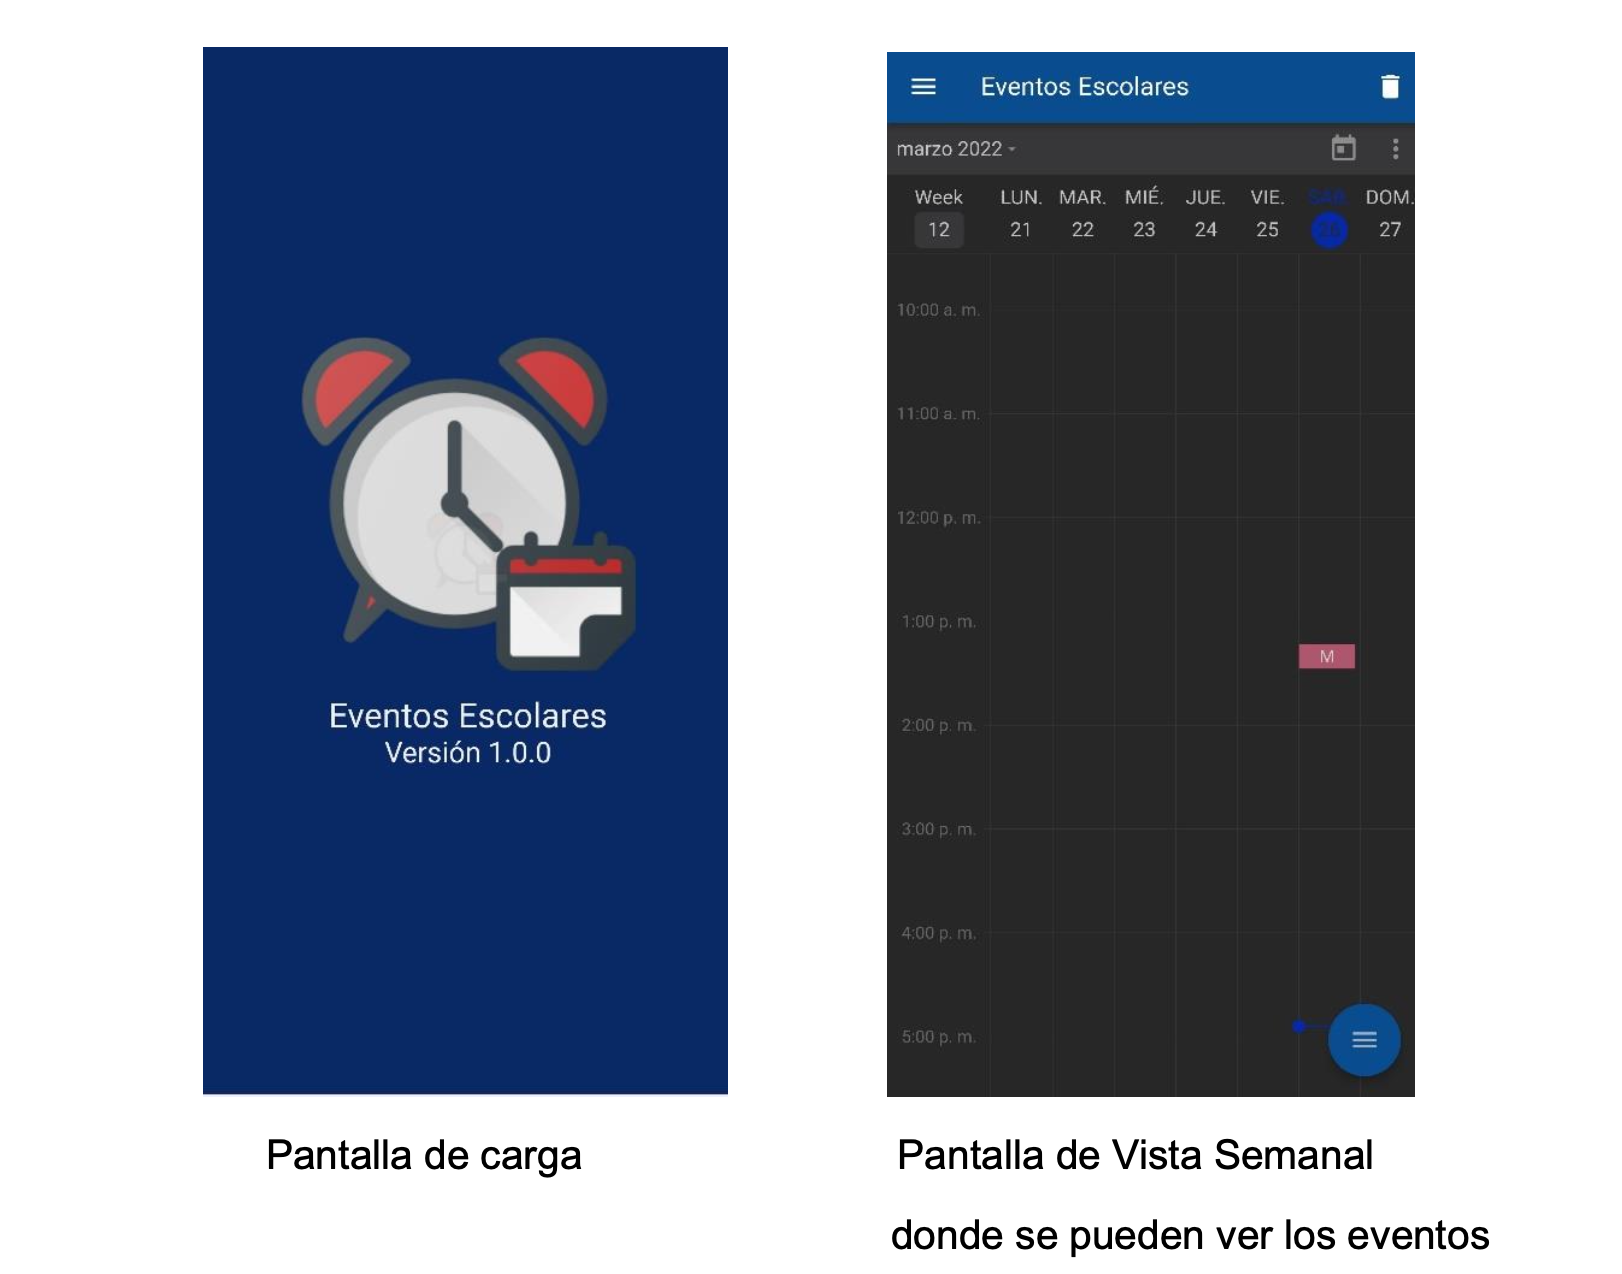 Eventos Escolares
Versión 1.0.0
Pantalla de carga
Eventos Escolares
marzo 2022
Week LUN. MAR. MIÉ. JUE. VIE. SÁB. DOM.
12 21 22 23 24 25 26 27
10:00 a. m.
11:00 a. m.
12:00 p. m.
1:00 p. m.
M
2:00 p. m.
3:00 p. m.
4:00 p. m.
5:00 p. m.
Pantalla de Vista Semanal
donde se pueden ver los eventos